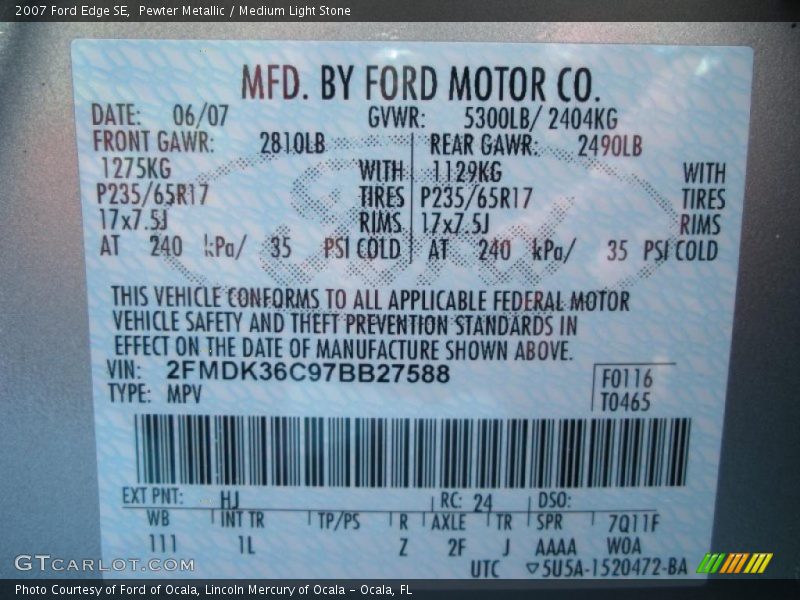 2007 Ford Edge SE, Pewter Metallic / Medium Light Stone
MFD. BY FORD MOTOR CO.
DATE: 06/07 GVWR: 5300LB/ 2404KG
FRONT GAWR: 2810LB REAR GAWR: 2490LB
1275KG WITH 1129KG WITH
P235/65R17 TIRES P235/65R17 TIRES
17x7.5J RIMS 17x7.5J RIMS
AT 240 kPa/ 35 PSI COLD AT 240 kPa/ 35 PSI COLD
THIS VEHICLE CONFORMS TO ALL APPLICABLE FEDERAL MOTOR
VEHICLE SAFETY AND THEFT PREVENTION STANDARDS IN
EFFECT ON THE DATE OF MANUFACTURE SHOWN ABOVE.
VIN: 2FMDK36C97BB27588 F0116
TYPE: MPV T0465
EXT PNT: HJ RC: 24 DSO:
WB INT TR TP/PS R AXLE TR SPR 7Q11F
111 1L Z 2F J AAAA W0A
UTC ▽5U5A-1520472-BA
GTCARLOT.COM
Photo Courtesy of Ford of Ocala, Lincoln Mercury of Ocala - Ocala, FL